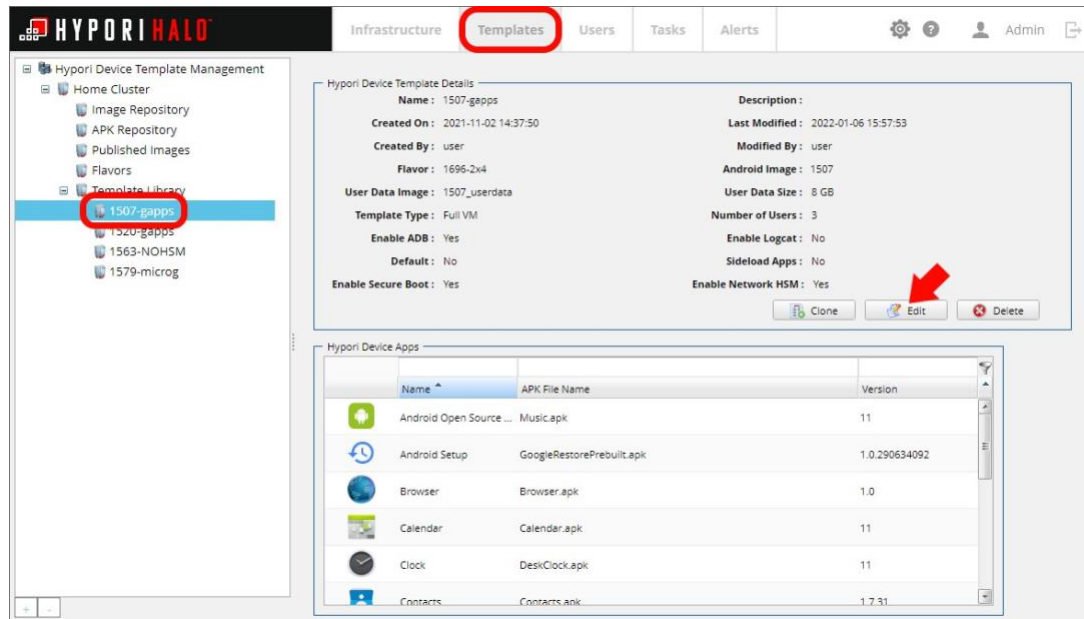 HYPORI HALO
Infrastructure Templates Users Tasks Alerts Admin
Hypori Device Template Management
Home Cluster
Image Repository
APK Repository
Published Images
Flavors
Template Library
1507-gapps
1520-gapps
1563-NOHSM
1579-microg
+ -
Hypori Device Template Details
Name : 1507-gapps Description :
Created On : 2021-11-02 14:37:50 Last Modified : 2022-01-06 15:57:53
Created By : user Modified By : user
Flavor : 1696-2x4 Android Image : 1507
User Data Image : 1507_userdata User Data Size : 8 GB
Template Type : Full VM Number of Users : 3
Enable ADB : Yes Enable Logcat : No
Default : No Sideload Apps : No
Enable Secure Boot : Yes Enable Network HSM : Yes
Clone Edit Delete
Hypori Device Apps
Name APK File Name Version
Android Open Source ... Music.apk 11
Android Setup GoogleRestorePrebuilt.apk 1.0.290634092
Browser Browser.apk 1.0
Calendar Calendar.apk 11
Clock DeskClock.apk 11
Contacts Contacts.apk 1.7.31